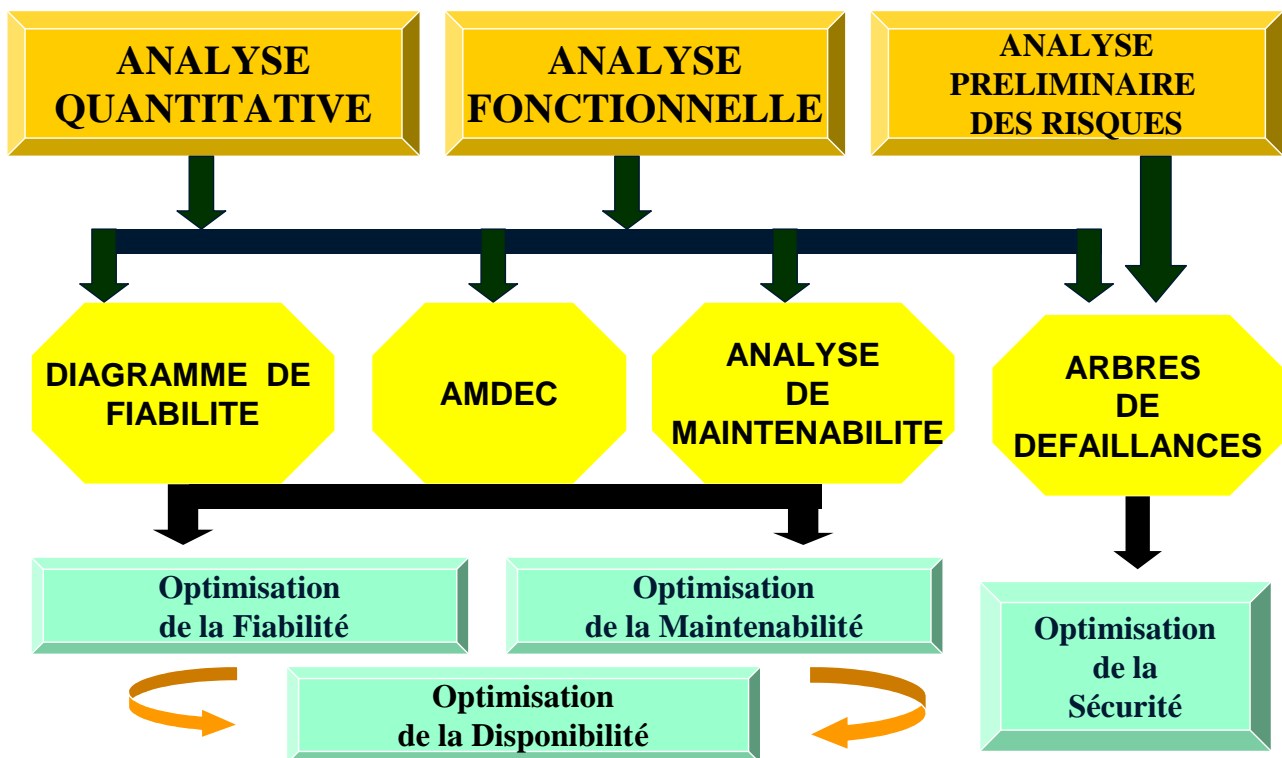 ANALYSE
QUANTITATIVE
ANALYSE
FONCTIONNELLE
ANALYSE
PRELIMINAIRE
DES RISQUES
DIAGRAMME DE
FIABILITE
AMDEC
ANALYSE
DE
MAINTENABILITE
ARBRES
DE
DEFAILLANCES
Optimisation
de la Fiabilité
Optimisation
de la Maintenabilité
Optimisation
de la
Sécurité
Optimisation
de la Disponibilité